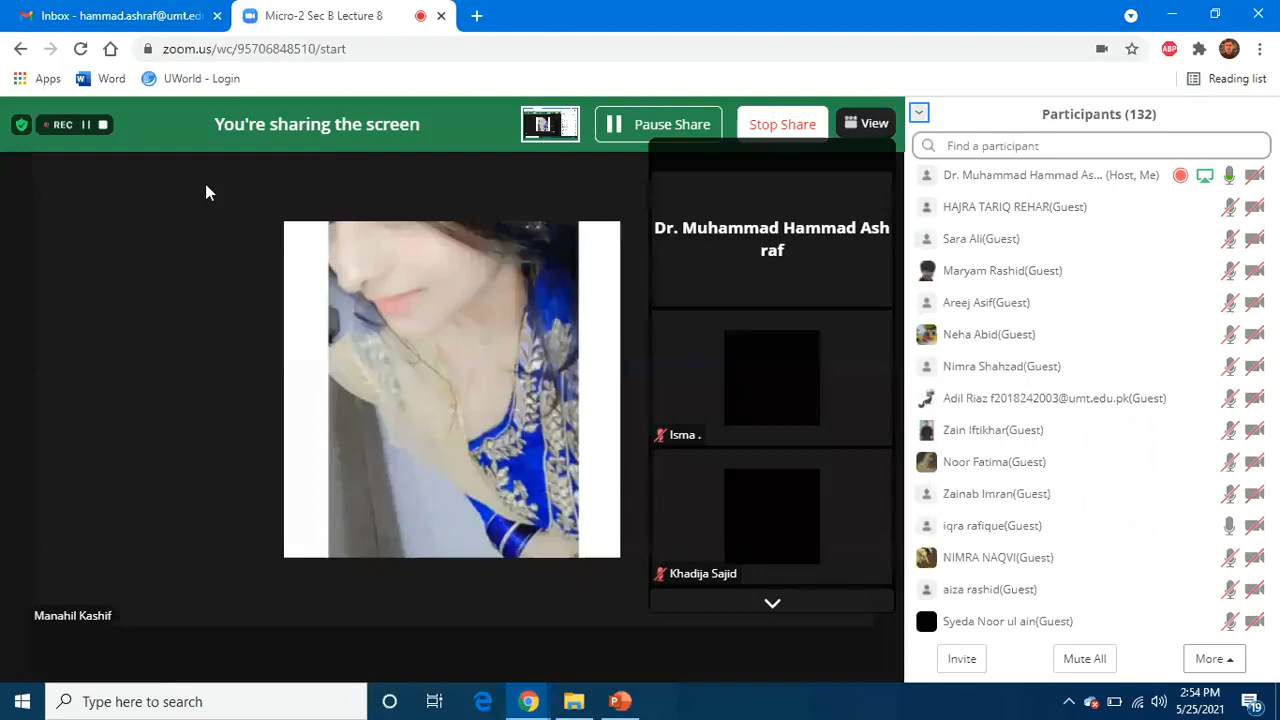 Inbox - hammad.ashraf@umt.edu
Micro-2 Sec B Lecture 8
zoom.us/wc/95706848510/start
ABP
Apps
Word
UWorld - Login
Reading list
REC
You're sharing the screen
Pause Share
Stop Share
View
Participants (132)
Find a participant
Dr. Muhammad Hammad Ash
raf
Isma .
Khadija Sajid
Manahil Kashif
Dr. Muhammad Hammad As... (Host, Me)
HAJRA TARIQ REHAR(Guest)
Sara Ali(Guest)
Maryam Rashid(Guest)
Areej Asif(Guest)
Neha Abid(Guest)
Nimra Shahzad(Guest)
Adil Riaz f2018242003@umt.edu.pk(Guest)
Zain Iftikhar(Guest)
Noor Fatima(Guest)
Zainab Imran(Guest)
iqra rafique(Guest)
NIMRA NAQVI(Guest)
aiza rashid(Guest)
Syeda Noor ul ain(Guest)
Invite
Mute All
More
Type here to search
2:54 PM
5/25/2021
19